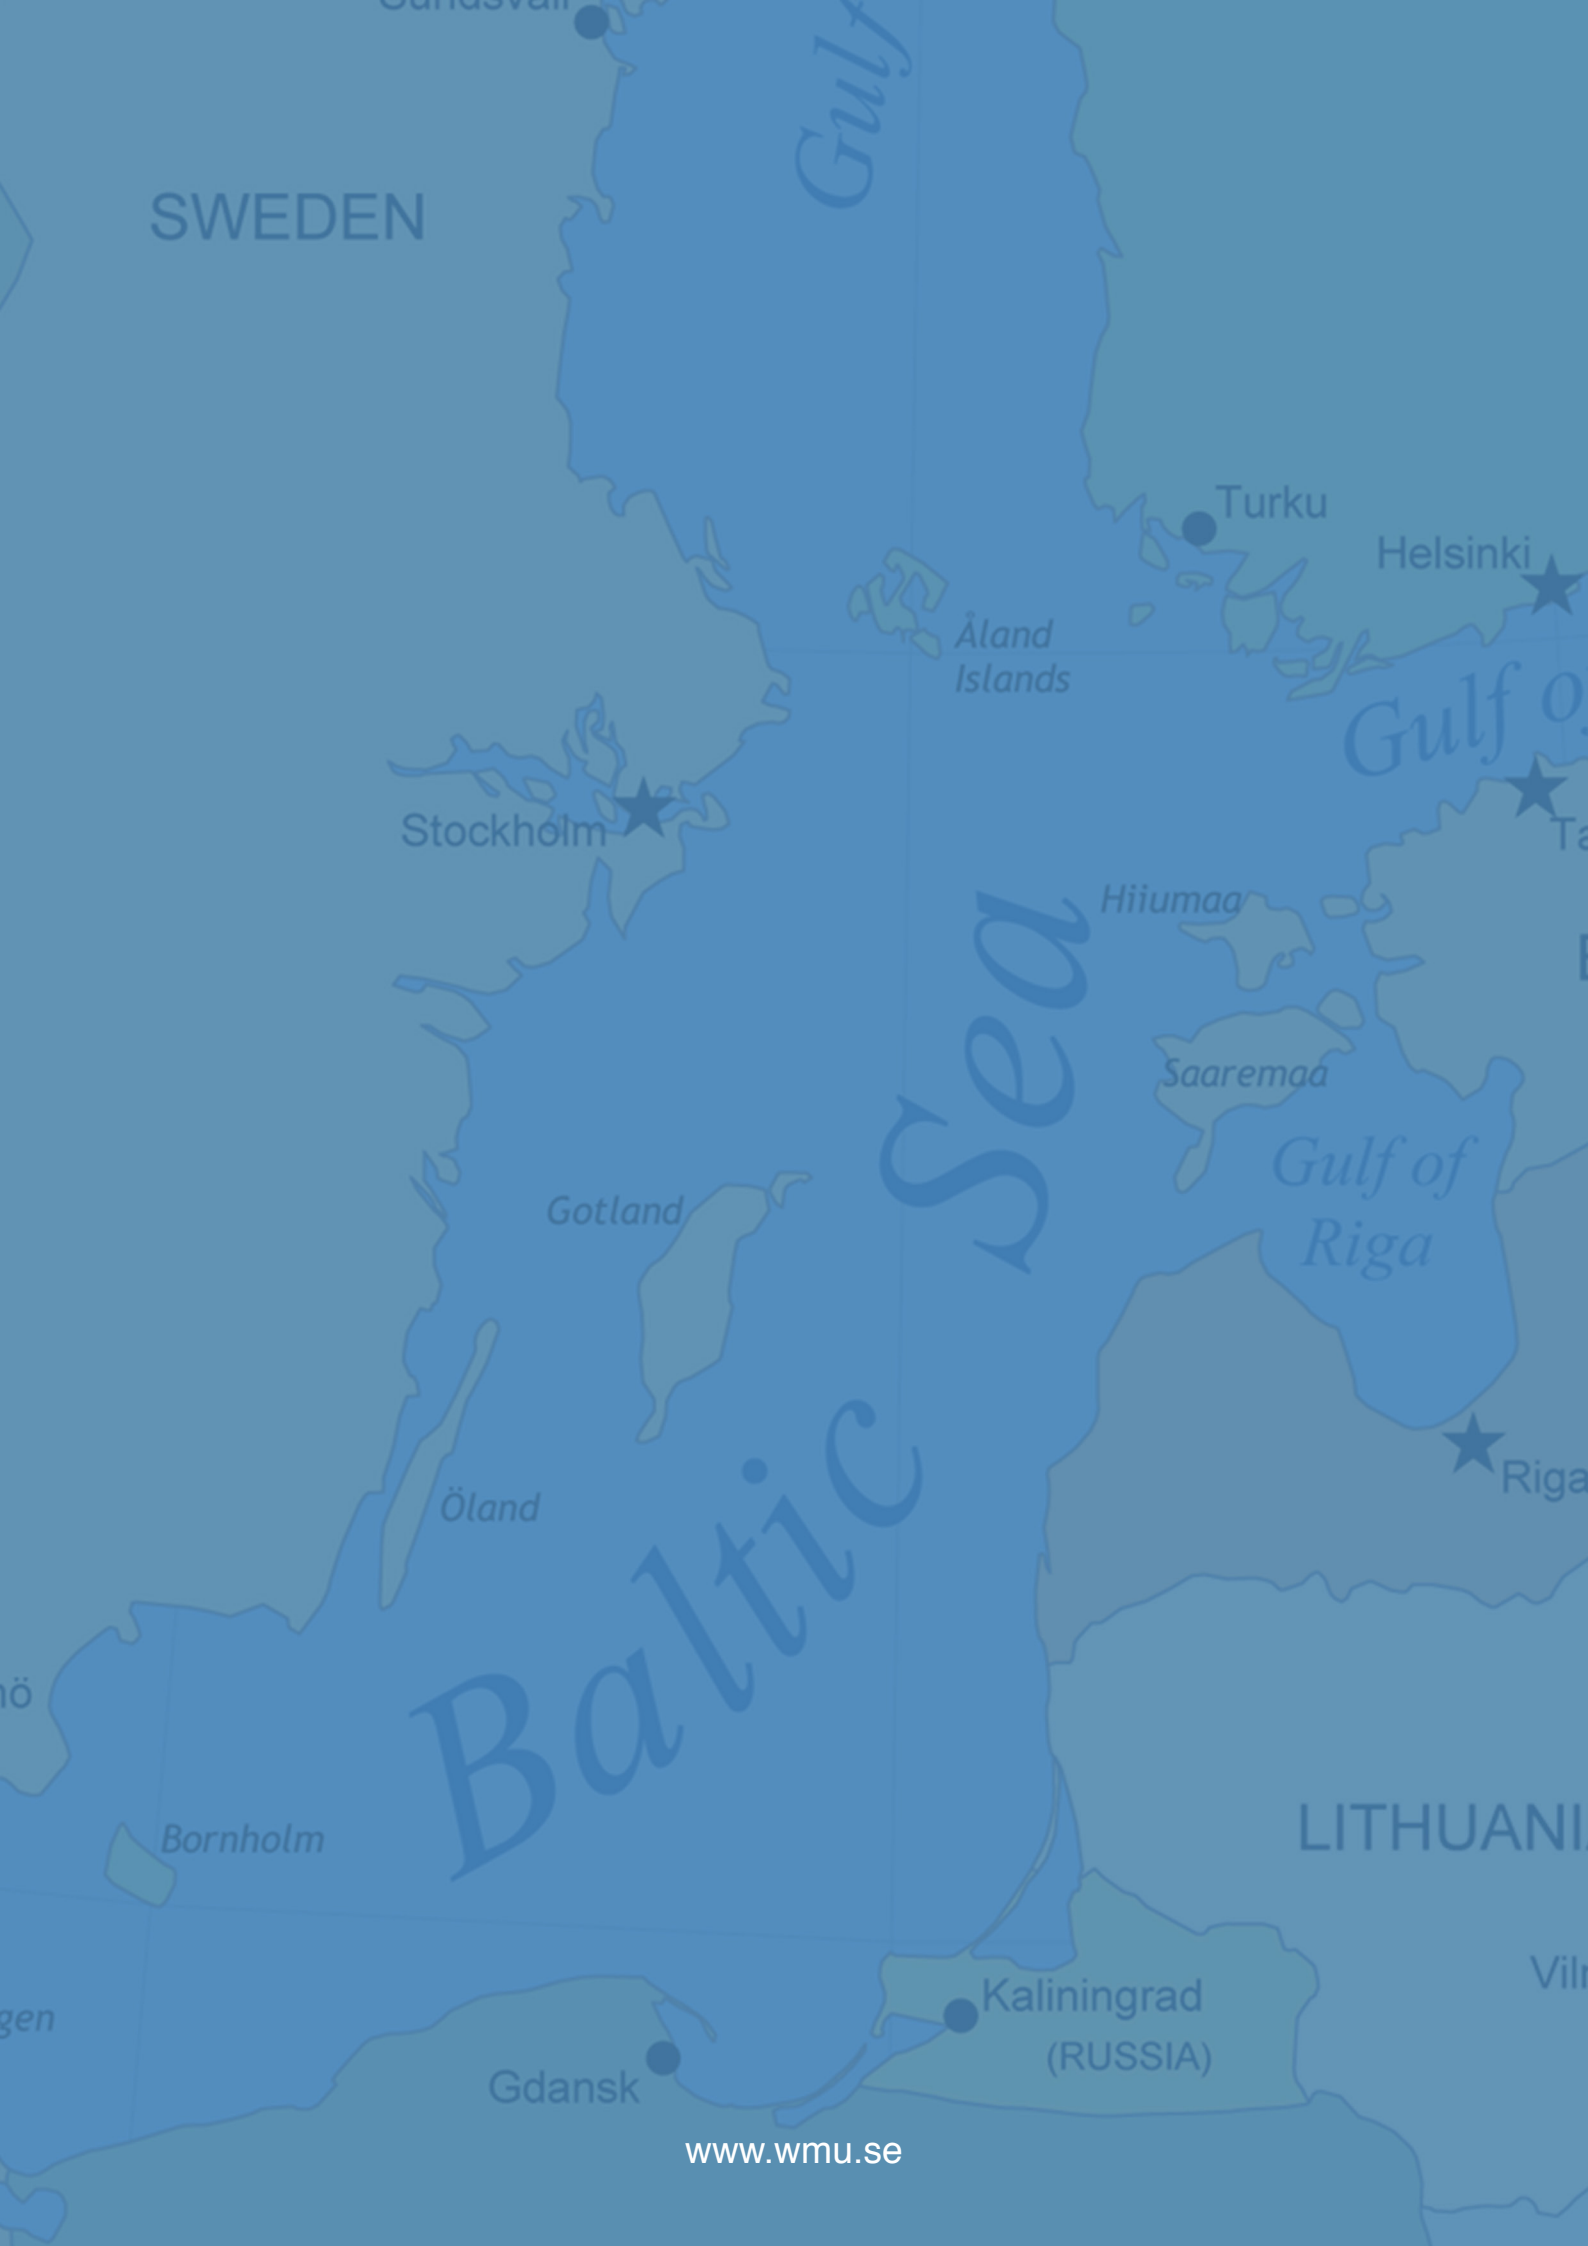 Sundsvall
Gulf
SWEDEN
Turku
Helsinki
Åland
Islands
Gulf
Stockholm
Hiiumaa
Sea
Saaremaa
Gulf of
Riga
Gotland
Baltic
Riga
Öland
LITHUANI
Bornholm
Kaliningrad
(RUSSIA)
Gdansk
www.wmu.se